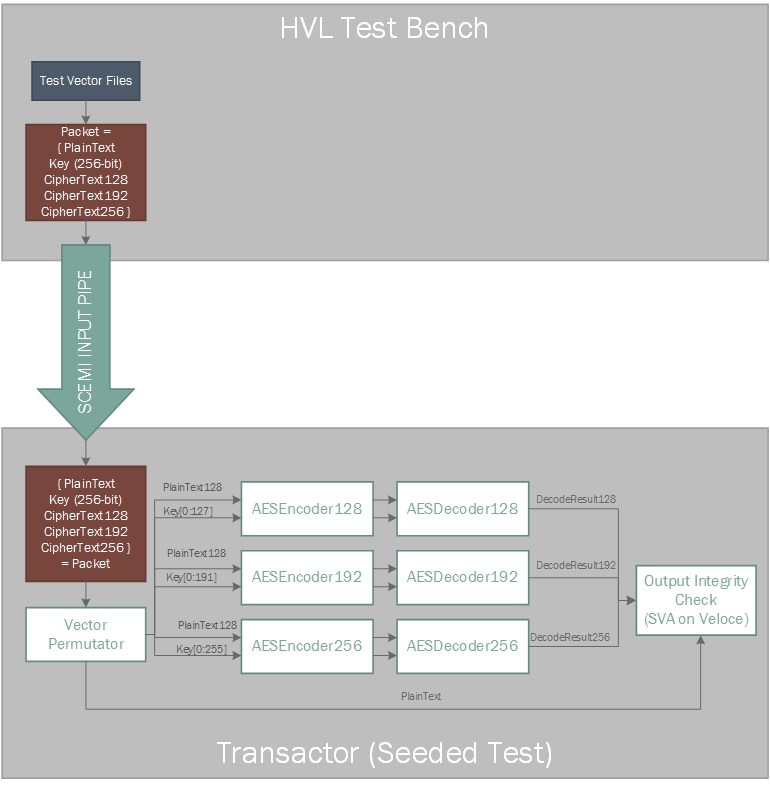 HVL Test Bench
Test Vector Files
Packet =
{ PlainText
Key (256-bit)
CipherText128
CipherText192
CipherText256 }
SCEMI INPUT PIPE
{ PlainText
Key (256-bit)
CipherText128
CipherText192
CipherText256 }
= Packet
Vector
Permutator
PlainText128
Key[0:127]
AESEncoder128
AESDecoder128
DecodeResult128
PlainText128
Key[0:191]
AESEncoder192
AESDecoder192
DecodeResult192
PlainText128
Key[0:255]
AESEncoder256
AESDecoder256
DecodeResult256
Output Integrity
Check
(SVA on Veloce)
PlainText
Transactor (Seeded Test)